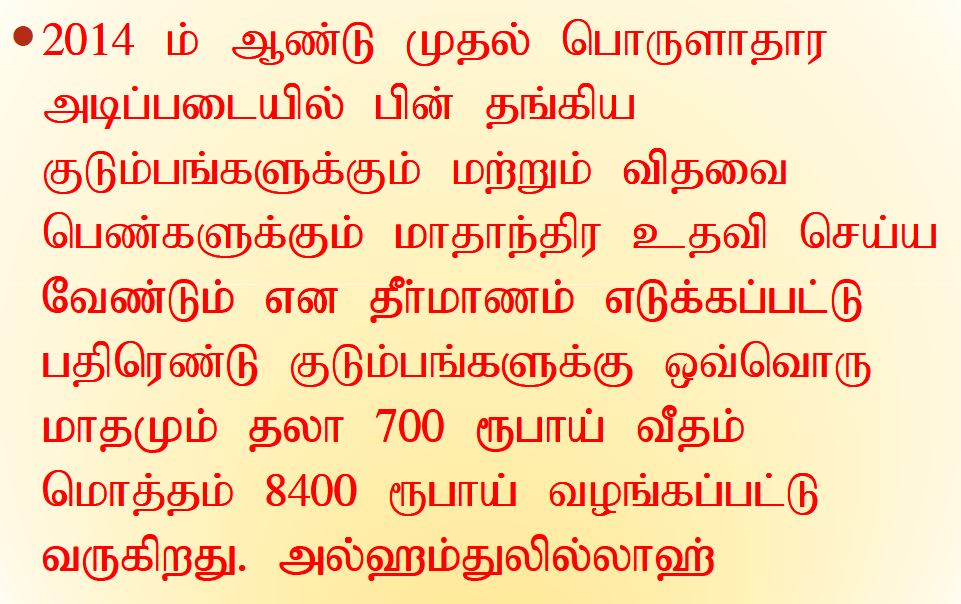 • 2014 ம் ஆண்டு முதல் பொருளாதார
அடிப்படையில் பின் தங்கிய
குடும்பங்களுக்கும் மற்றும் விதவை
பெண்களுக்கும் மாதாந்திர உதவி செய்ய
வேண்டும் என தீர்மாணம் எடுக்கப்பட்டு
பதிரெண்டு குடும்பங்களுக்கு ஒவ்வொரு
மாதமும் தலா 700 ரூபாய் வீதம்
மொத்தம் 8400 ரூபாய் வழங்கப்பட்டு
வருகிறது. அல்ஹம்துலில்லாஹ்